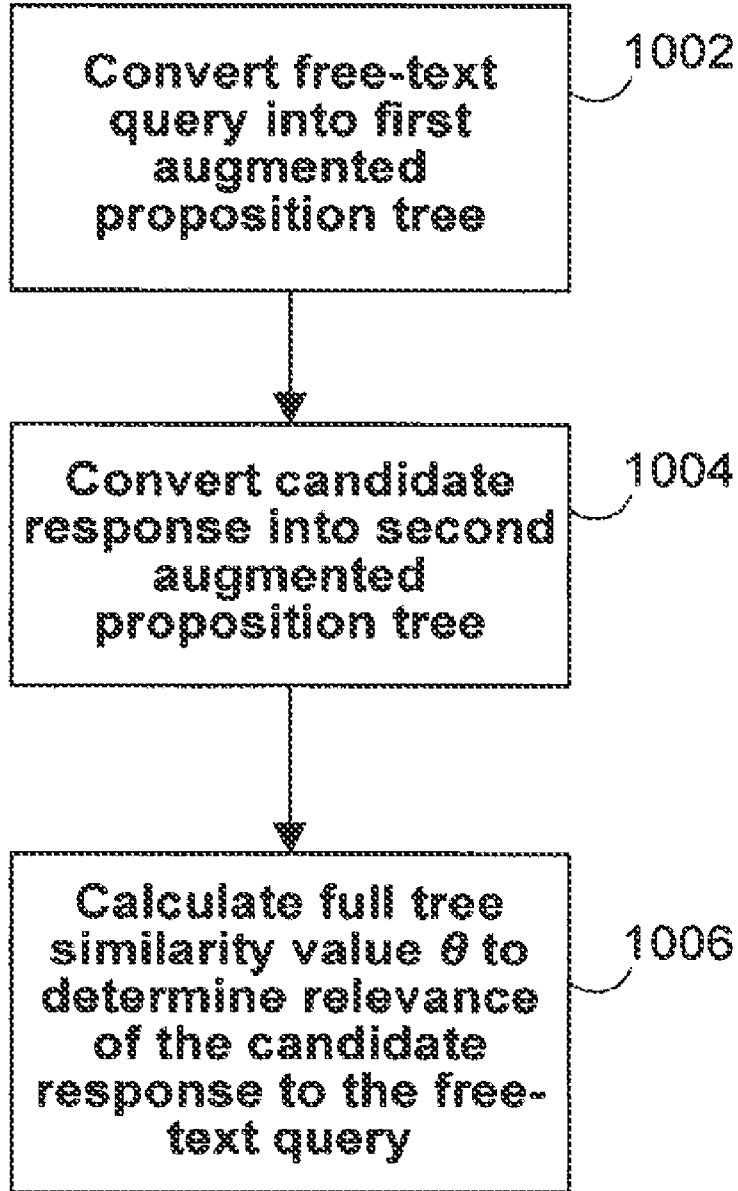 Convert free-text
query into first
augmented
proposition tree
1002
Convert candidate
response into second
augmented
proposition tree
1004
Calculate full tree
similarity value θ to
determine relevance
of the candidate
response to the free-
text query
1006